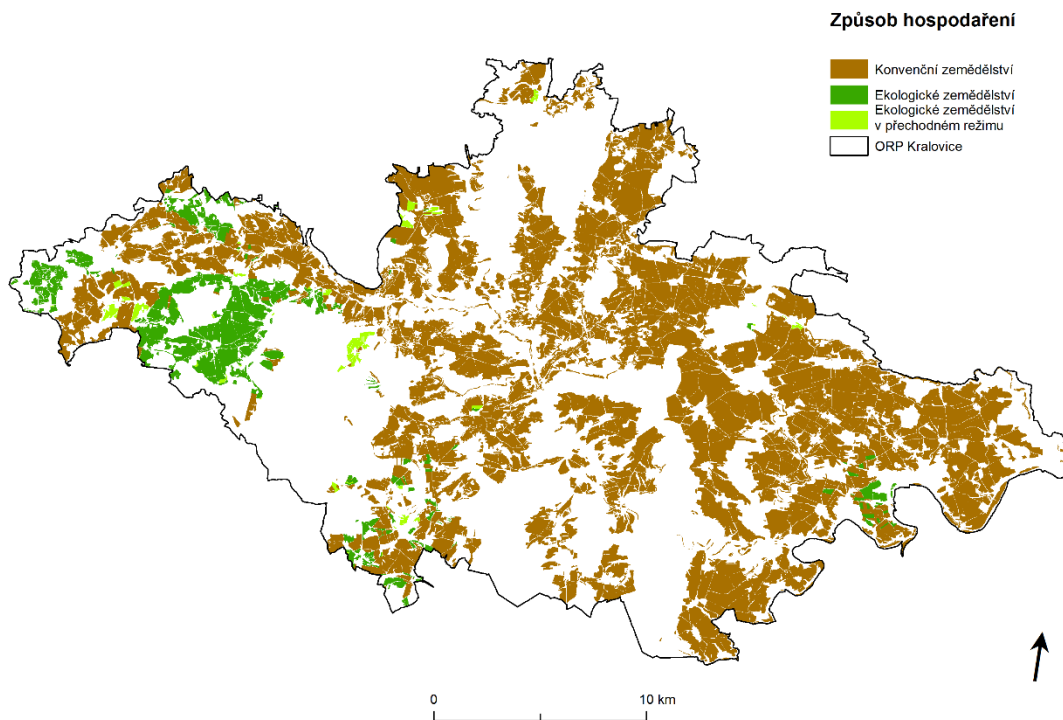 Způsob hospodaření
Konvenční zemědělství
Ekologické zemědělství
Ekologické zemědělství
v přechodném režimu
ORP Kralovice
0
10 km